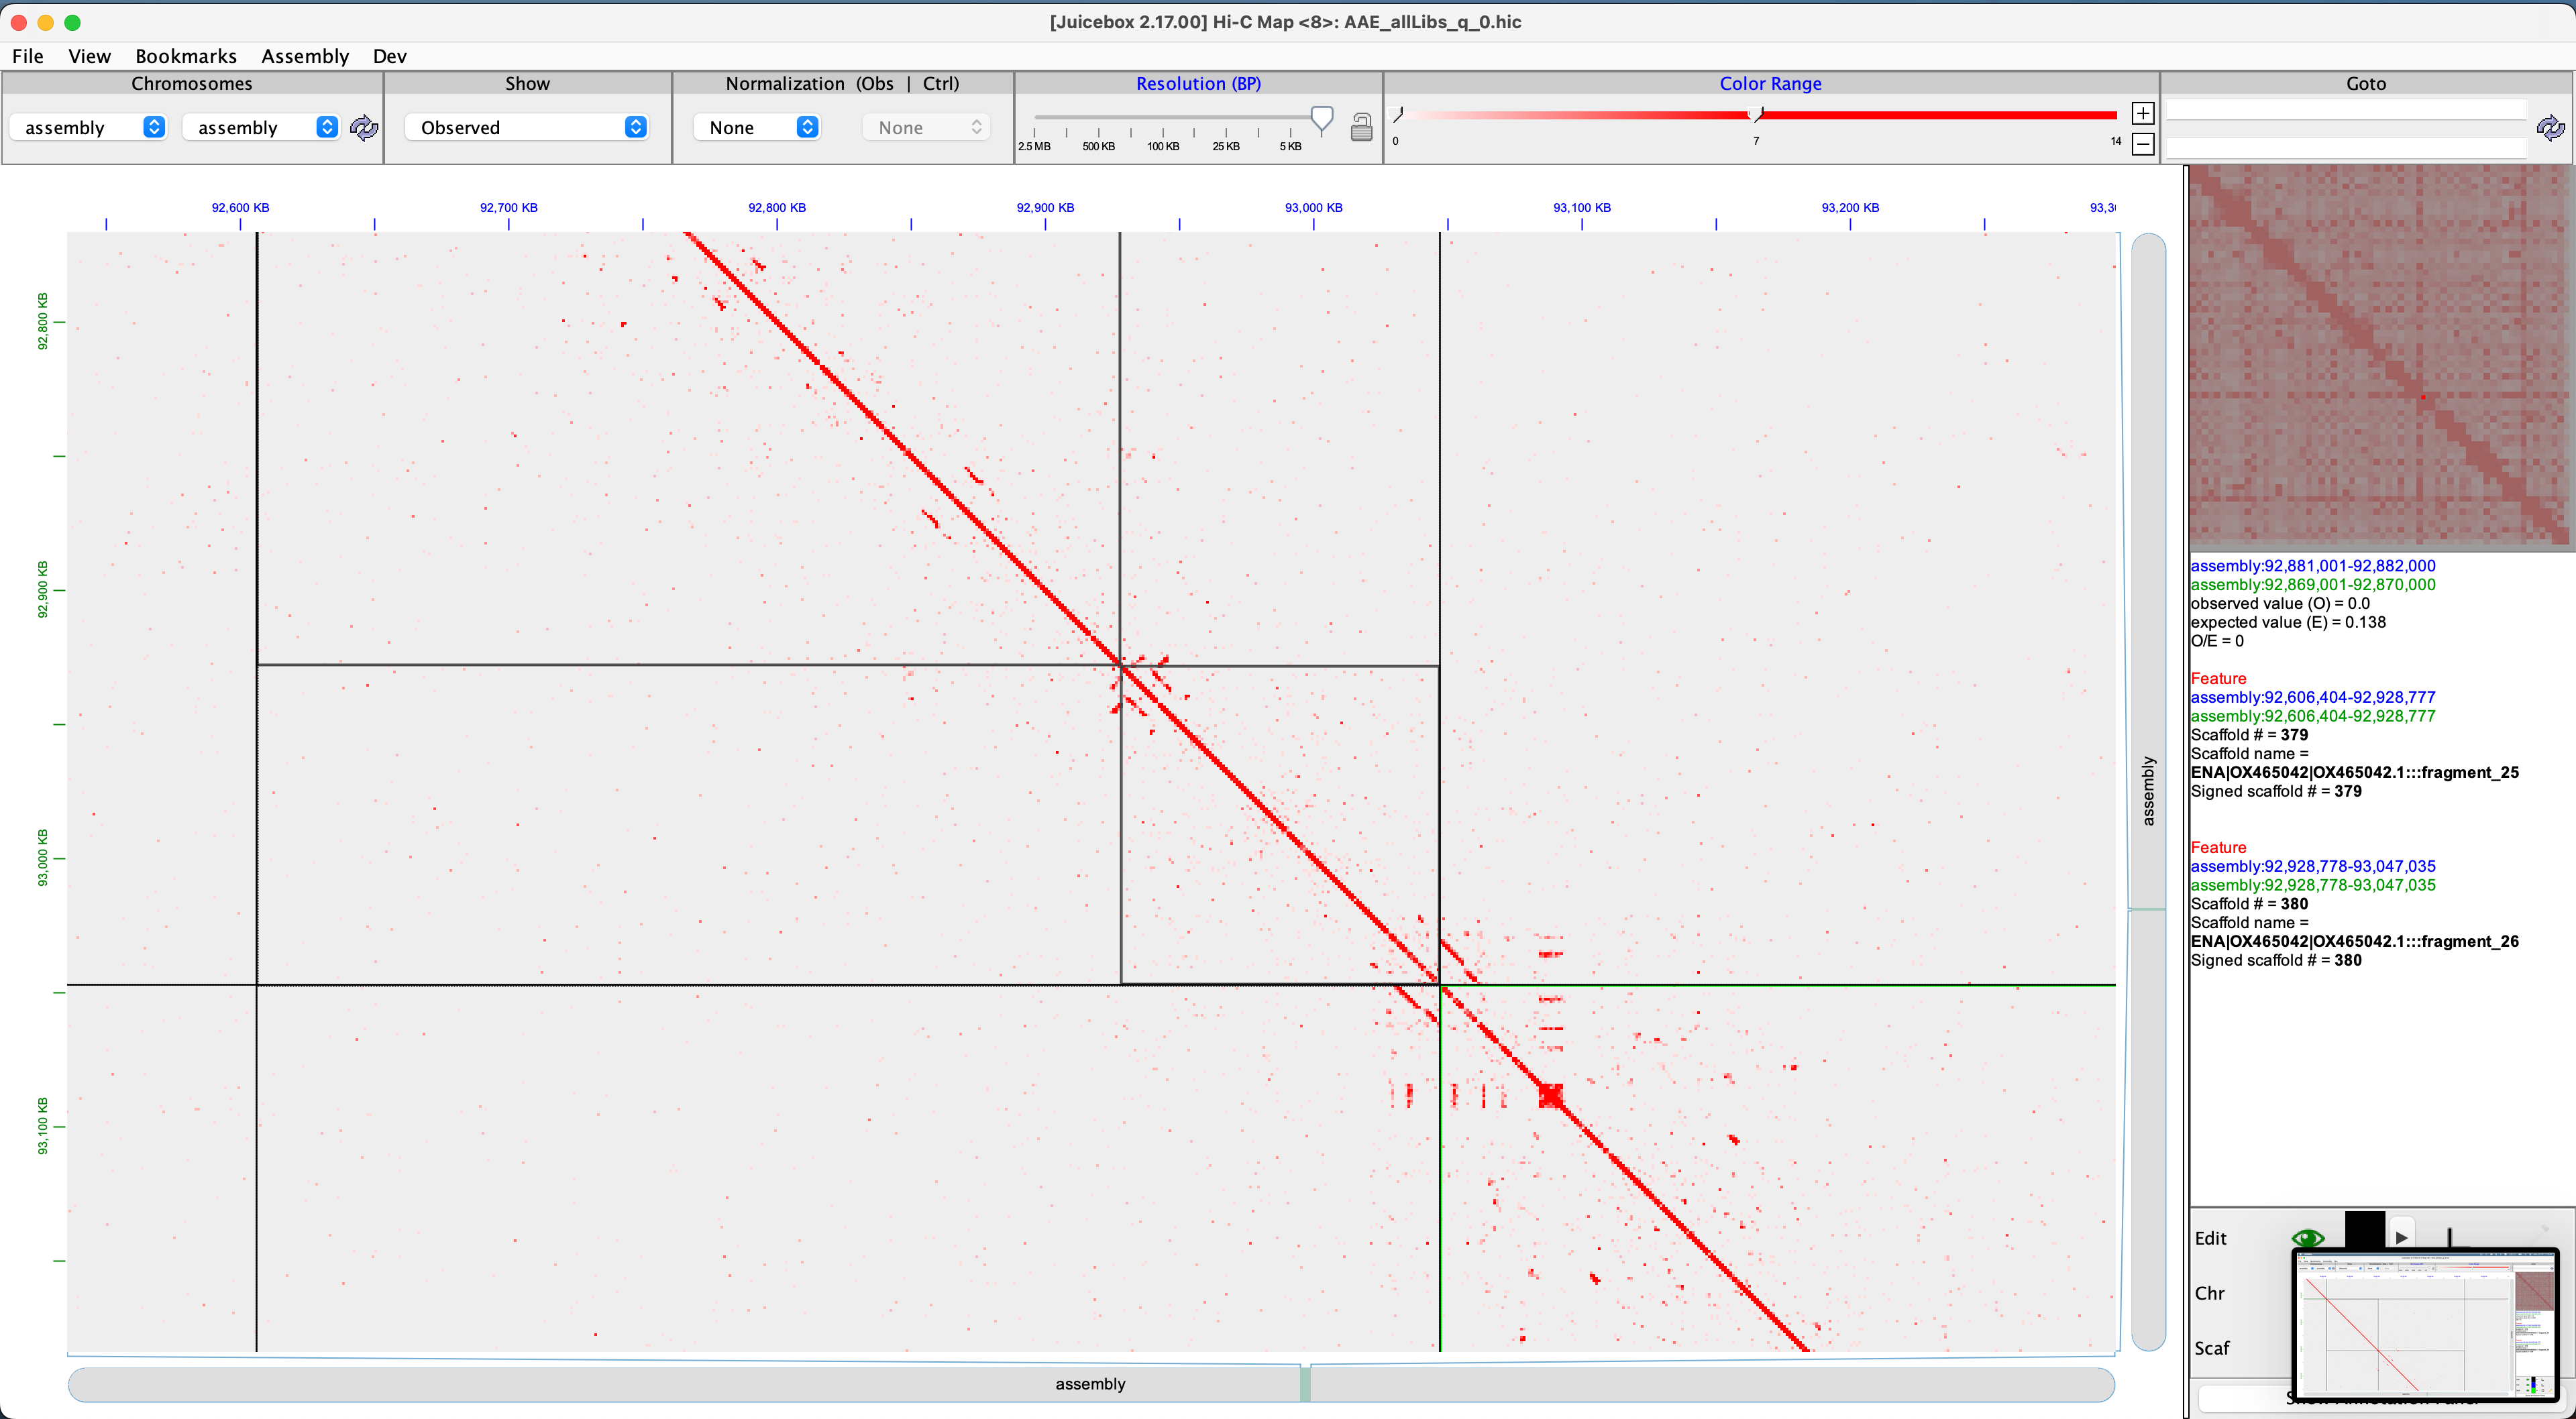 [Juicebox 2.17.00] Hi-C Map <8>: AAE_allLibs_q_0.hic
File View Bookmarks Assembly Dev
Chromosomes Show Normalization (Obs | Ctrl) Resolution (BP) Color Range Goto
assembly assembly Observed None None
2.5 MB 500 KB 100 KB 25 KB 5 KB
0 7 14
92,600 KB 92,700 KB 92,800 KB 92,900 KB 93,000 KB 93,100 KB 93,200 KB 93,3
92,800 KB
92,900 KB
93,000 KB
93,100 KB
assembly
assembly
assembly:92,881,001-92,882,000
assembly:92,869,001-92,870,000
observed value (O) = 0.0
expected value (E) = 0.138
O/E = 0
Feature
assembly:92,606,404-92,928,777
assembly:92,606,404-92,928,777
Scaffold # = 379
Scaffold name =
ENA|OX465042|OX465042.1:::fragment_25
Signed scaffold # = 379
Feature
assembly:92,928,778-93,047,035
assembly:92,928,778-93,047,035
Scaffold # = 380
Scaffold name =
ENA|OX465042|OX465042.1:::fragment_26
Signed scaffold # = 380
Edit
Chr
Scaf